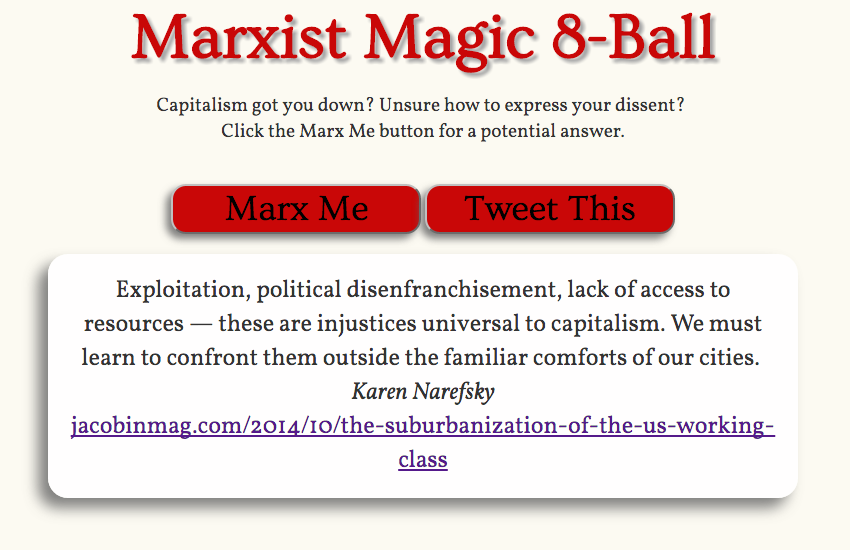 Marxist Magic 8-Ball
Capitalism got you down? Unsure how to express your dissent?
Click the Marx Me button for a potential answer.
Marx Me
Tweet This
Exploitation, political disenfranchisement, lack of access to
resources — these are injustices universal to capitalism. We must
learn to confront them outside the familiar comforts of our cities.
Karen Narefsky
jacobinmag.com/2014/10/the-suburbanization-of-the-us-working-
class